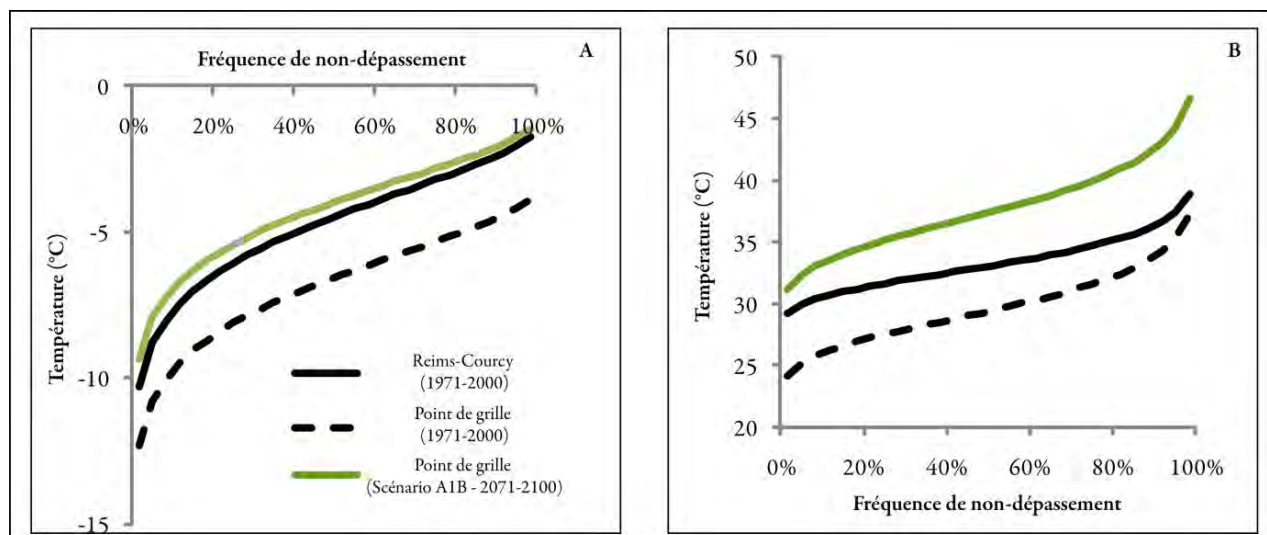 A
Fréquence de non-dépassement
0
0% 20% 40% 60% 80% 100%
-5
-10
-15
Température (°C)
Reims-Courcy
(1971-2000)
Point de grille
(1971-2000)
Point de grille
(Scénario A1B - 2071-2100)
B
50
45
40
35
30
25
20
Température (°C)
0% 20% 40% 60% 80% 100%
Fréquence de non-dépassement